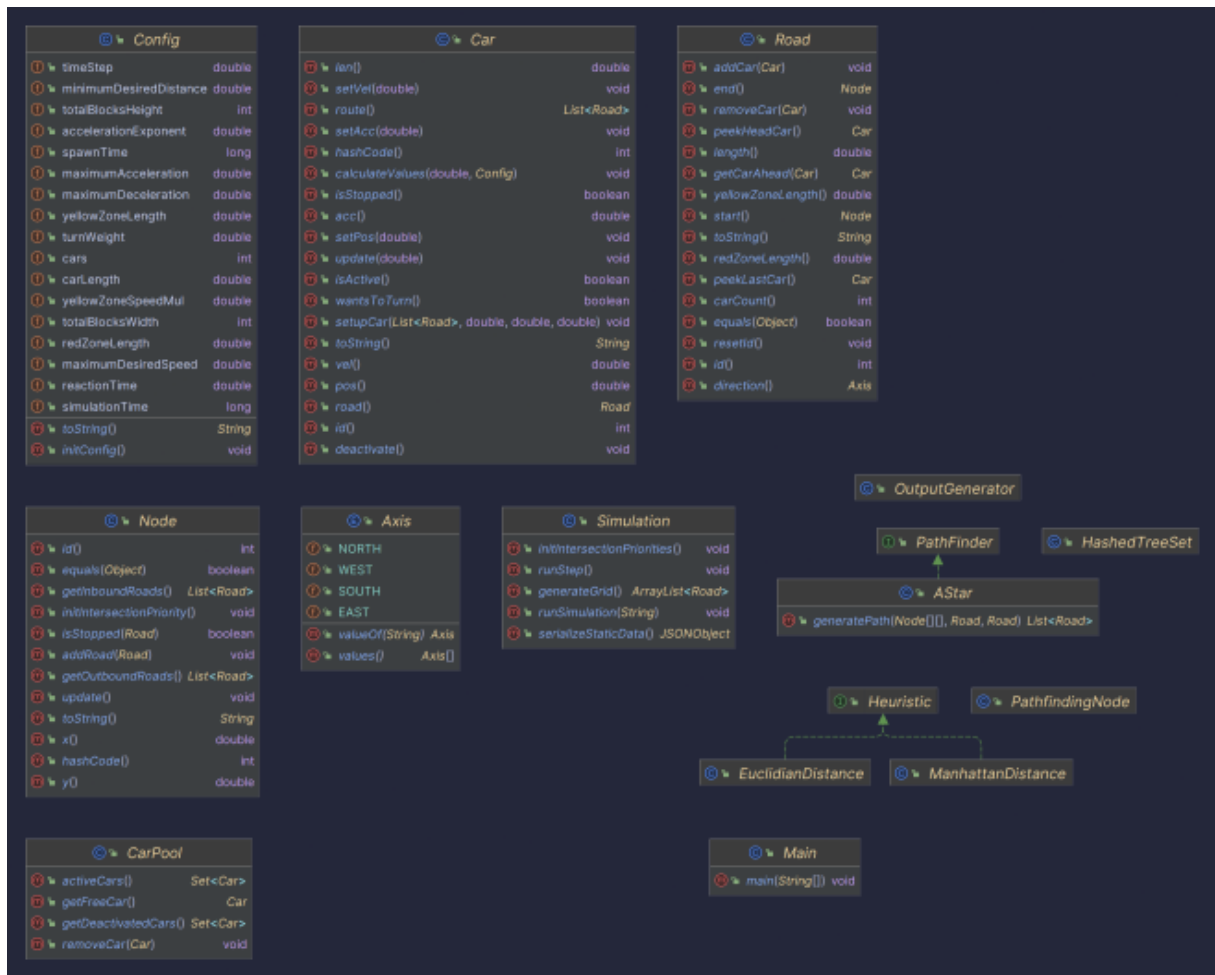 Config
timeStep double
minimumDesiredDistance double
totalBlocksHeight int
accelerationExponent double
spawnTime long
maximumAcceleration double
maximumDeceleration double
yellowZoneLength double
turnWeight double
cars int
carLength double
yellowZoneSpeedMul double
totalBlocksWidth int
redZoneLength double
maximumDesiredSpeed double
reactionTime double
simulationTime long
toString() String
initConfig() void
Car
len() double
setVel(double) void
route() List<Road>
setAcc(double) void
hashCode() int
calculateValues(double, Config) void
isStopped() boolean
acc() double
setPos(double) void
update(double) void
isActive() boolean
wantsToTurn() boolean
setupCar(List<Road>, double, double, double) void
toString() String
vel() double
pos() double
road() Road
id() int
deactivate() void
Road
addCar(Car) void
end() Node
removeCar(Car) void
peekHeadCar() Car
length() double
getCarAhead(Car) Car
yellowZoneLength() double
start() Node
toString() String
redZoneLength() double
peekLastCar() Car
carCount() int
equals(Object) boolean
resetId() void
id() int
direction() Axis
OutputGenerator
Node
id() int
equals(Object) boolean
getInboundRoads() List<Road>
initIntersectionPriority() void
isStopped(Road) boolean
addRoad(Road) void
getOutboundRoads() List<Road>
update() void
toString() String
x() double
hashCode() int
y() double
Axis
NORTH
WEST
SOUTH
EAST
valueOf(String) Axis
values() Axis[]
Simulation
initIntersectionPriorities() void
runStep() void
generateGrid() ArrayList<Road>
runSimulation(String) void
serializeStaticData() JSONObject
PathFinder
HashedTreeSet
AStar
generatePath(Node[][], Road, Road) List<Road>
Heuristic
PathfindingNode
EuclidianDistance
ManhattanDistance
CarPool
activeCars() Set<Car>
getFreeCar() Car
getDeactivatedCars() Set<Car>
removeCar(Car) void
Main
main(String[]) void